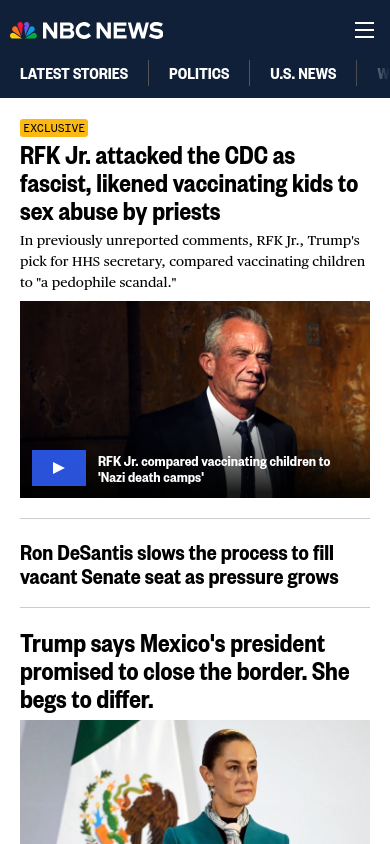 NBC NEWS
LATEST STORIES
POLITICS
U.S. NEWS
EXCLUSIVE
RFK Jr. attacked the CDC as
fascist, likened vaccinating kids to
sex abuse by priests
In previously unreported comments, RFK Jr., Trump's
pick for HHS secretary, compared vaccinating children
to "a pedophile scandal."
RFK Jr. compared vaccinating children to
'Nazi death camps'
Ron DeSantis slows the process to fill
vacant Senate seat as pressure grows
Trump says Mexico's president
promised to close the border. She
begs to differ.